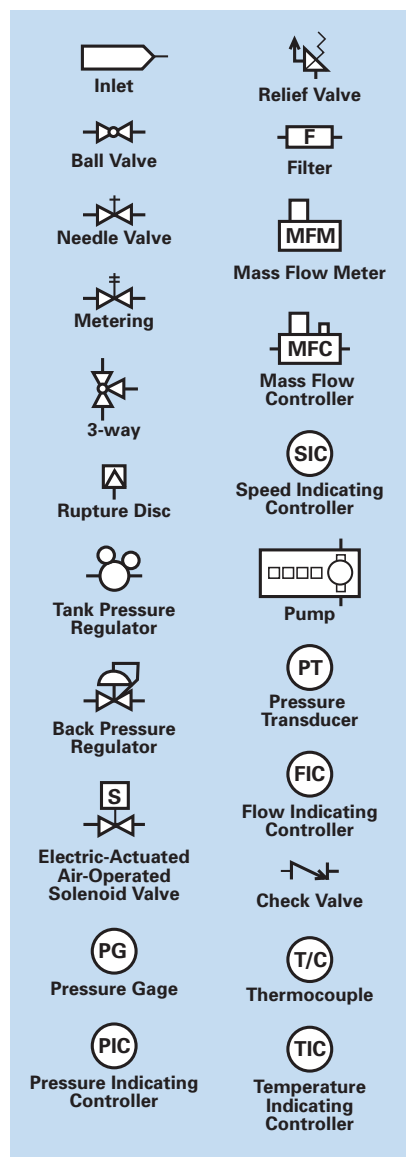 Inlet
Ball Valve
Needle Valve
Metering
3-way
Rupture Disc
Tank Pressure
Regulator
Back Pressure
Regulator
S
Electric-Actuated
Air-Operated
Solenoid Valve
PG
Pressure Gage
PIC
Pressure Indicating
Controller
Relief Valve
F
Filter
MFM
Mass Flow Meter
MFC
Mass Flow
Controller
SIC
Speed Indicating
Controller
Pump
PT
Pressure
Transducer
FIC
Flow Indicating
Controller
Check Valve
T/C
Thermocouple
TIC
Temperature
Indicating
Controller